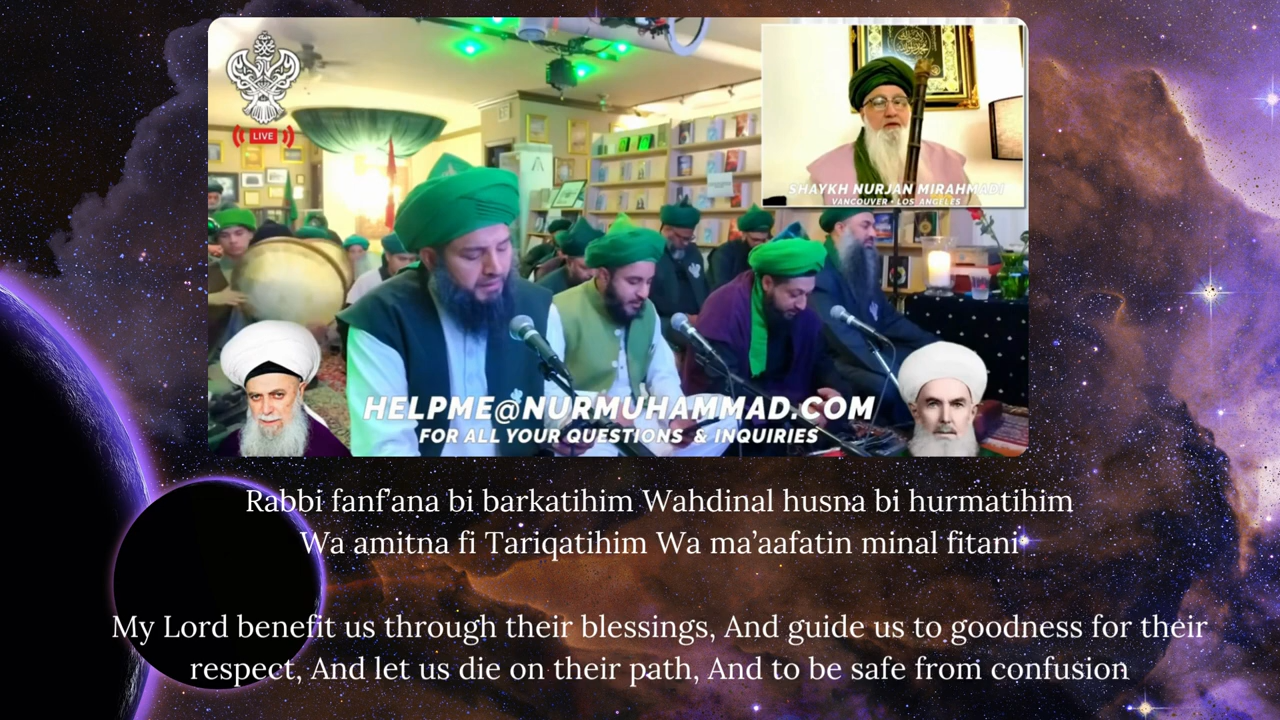 LIVE
SHAYKH NURJAN MIRAHMADI
VANCOUVER • LOS ANGELES
HELPME@NURMUHAMMAD.COM
FOR ALL YOUR QUESTIONS & INQUIRIES
Rabbi fanf’ana bi barkatihim Wahdinal husna bi hurmatihim
Wa amitna fi Tariqatihim Wa ma’aafatin minal fitani
My Lord benefit us through their blessings, And guide us to goodness for their
respect, And let us die on their path, And to be safe from confusion